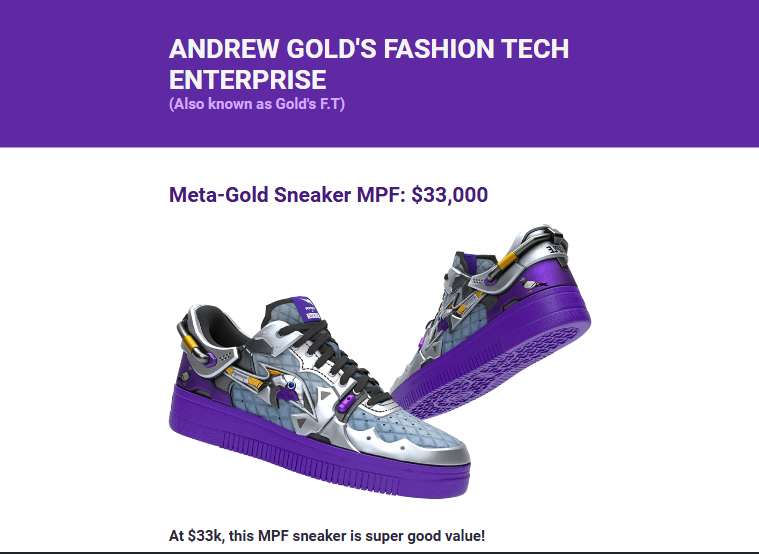 ANDREW GOLD'S FASHION TECH
ENTERPRISE
(Also known as Gold's F.T)
Meta-Gold Sneaker MPF: $33,000
At $33k, this MPF sneaker is super good value!